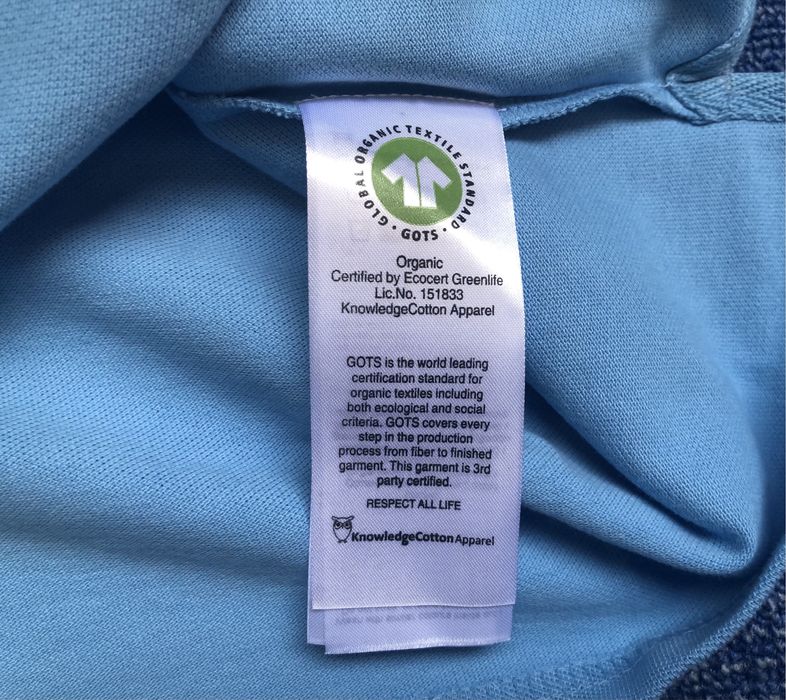 GLOBAL ORGANIC TEXTILE STANDARD
· GOTS ·
Organic
Certified by Ecocert Greenlife
Lic.No. 151833
KnowledgeCotton Apparel
GOTS is the world leading
certification standard for
organic textiles including
both ecological and social
criteria. GOTS covers every
step in the production
process from fiber to finished
garment. This garment is 3rd
party certified.
RESPECT ALL LIFE
KnowledgeCotton Apparel